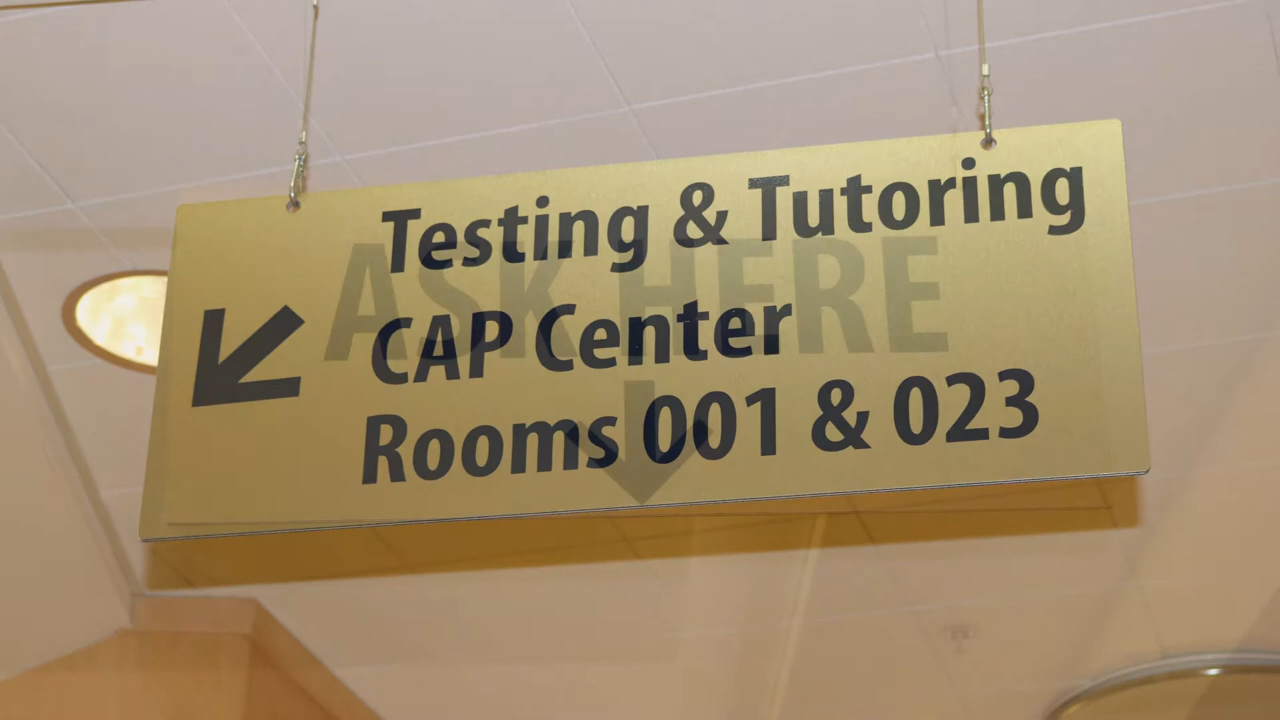 Testing & Tutoring
ASK HERE
CAP Center
Rooms 001 & 023